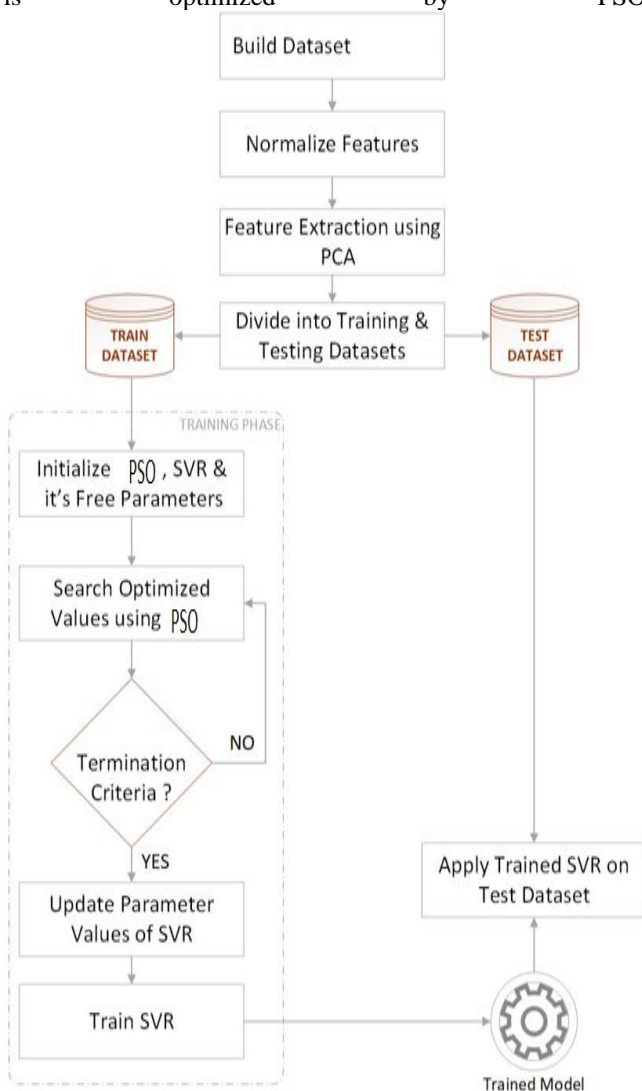 is optimized by PSO
Build Dataset
Normalize Features
Feature Extraction using
PCA
Divide into Training &
Testing Datasets
TRAIN
DATASET
TEST
DATASET
TRAINING PHASE
Initialize PSO , SVR &
it's Free Parameters
Search Optimized
Values using PSO
NO
Termination
Criteria ?
YES
Update Parameter
Values of SVR
Train SVR
Apply Trained SVR on
Test Dataset
Trained Model